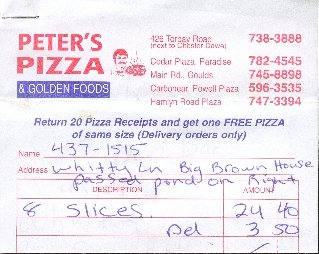 PETER'S
PIZZA
& GOLDEN FOODS
426 Torbay Road 738-3888
(next to Chester Dawe)
Cedar Plaza, Paradise 782-4545
Main Rd., Goulds 745-8898
Carbonear, Powell Plaza 596-3535
Hamlyn Road Plaza 747-3394
Return 20 Pizza Receipts and get one FREE PIZZA
of same size (Delivery orders only)
Name 437-1515
Address Whitty Ln Big Brown House
passed pond on Right
DESCRIPTION AMOUNT
8 Slices 24 40
Del 3 50